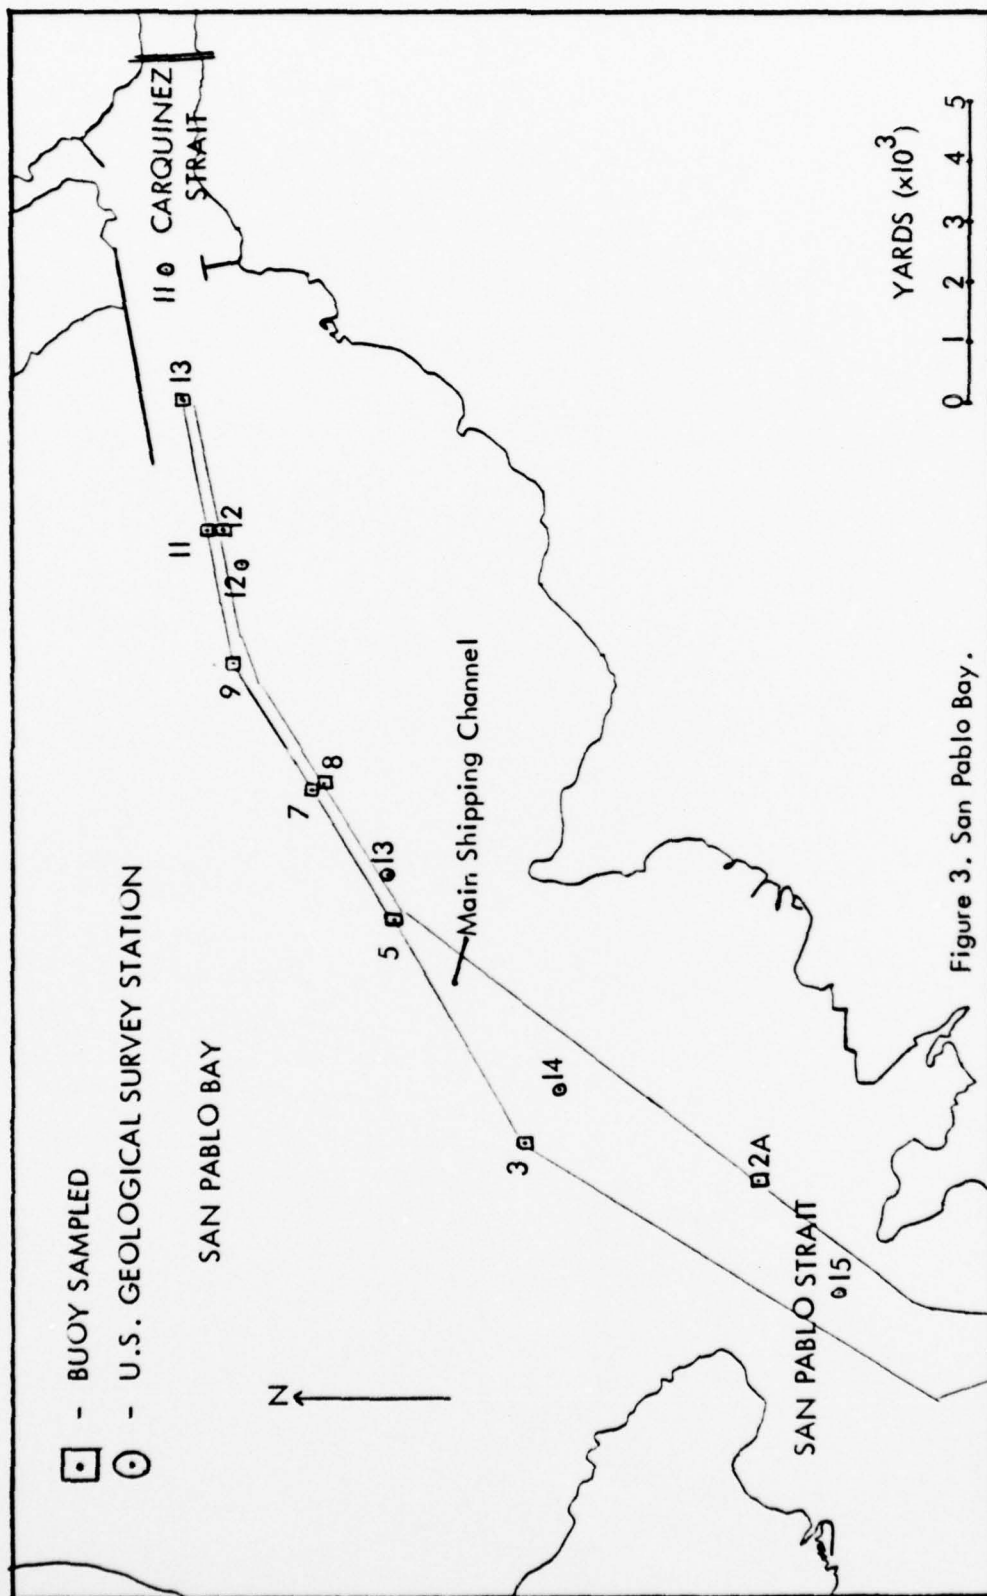 ⊡ - BUOY SAMPLED
⊙ - U.S. GEOLOGICAL SURVEY STATION
SAN PABLO BAY
N
CARQUINEZ
STRAIT
11
13
11
12
12
9
7
8
13
5
Main Shipping Channel
14
3
2A
SAN PABLO STRAIT
15
YARDS (x10³)
0 1 2 3 4 5
Figure 3. San Pablo Bay.